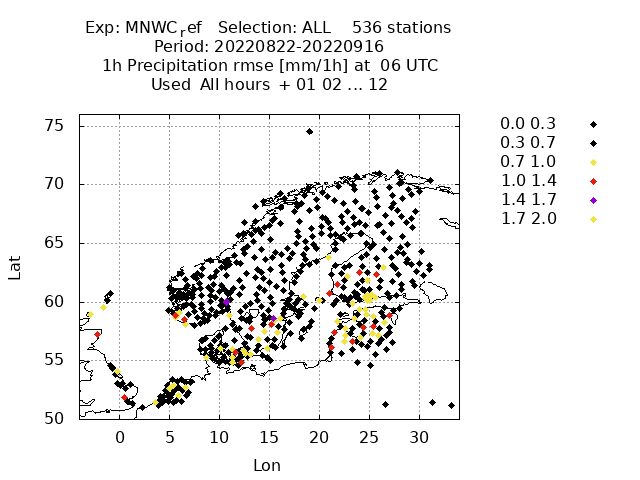 Exp: MNWC_ref   Selection: ALL    536 stations
Period: 20220822-20220916
1h Precipitation rmse [mm/1h] at  06 UTC
Used  All hours  + 01 02 ... 12
75
70
65
60
55
50
Lat
0 5 10 15 20 25 30
Lon
0.0 0.3
0.3 0.7
0.7 1.0
1.0 1.4
1.4 1.7
1.7 2.0